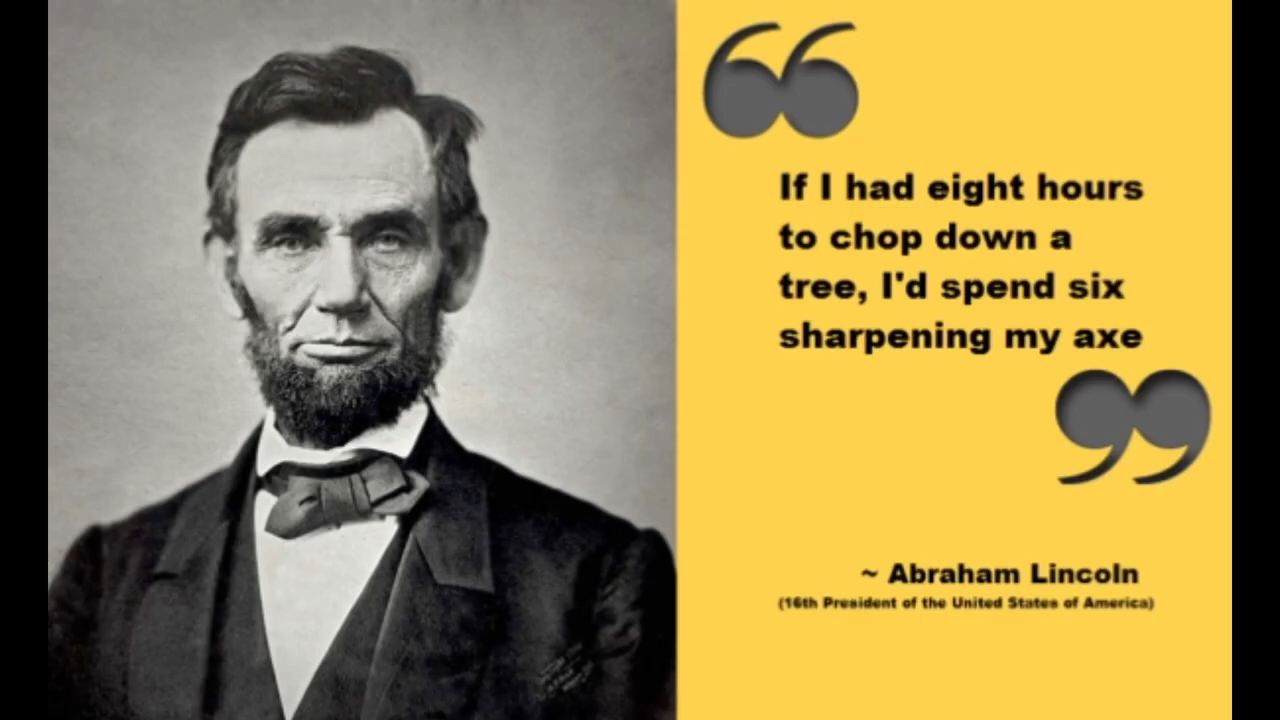 If I had eight hours
to chop down a
tree, I'd spend six
sharpening my axe
~ Abraham Lincoln
(16th President of the United States of America)